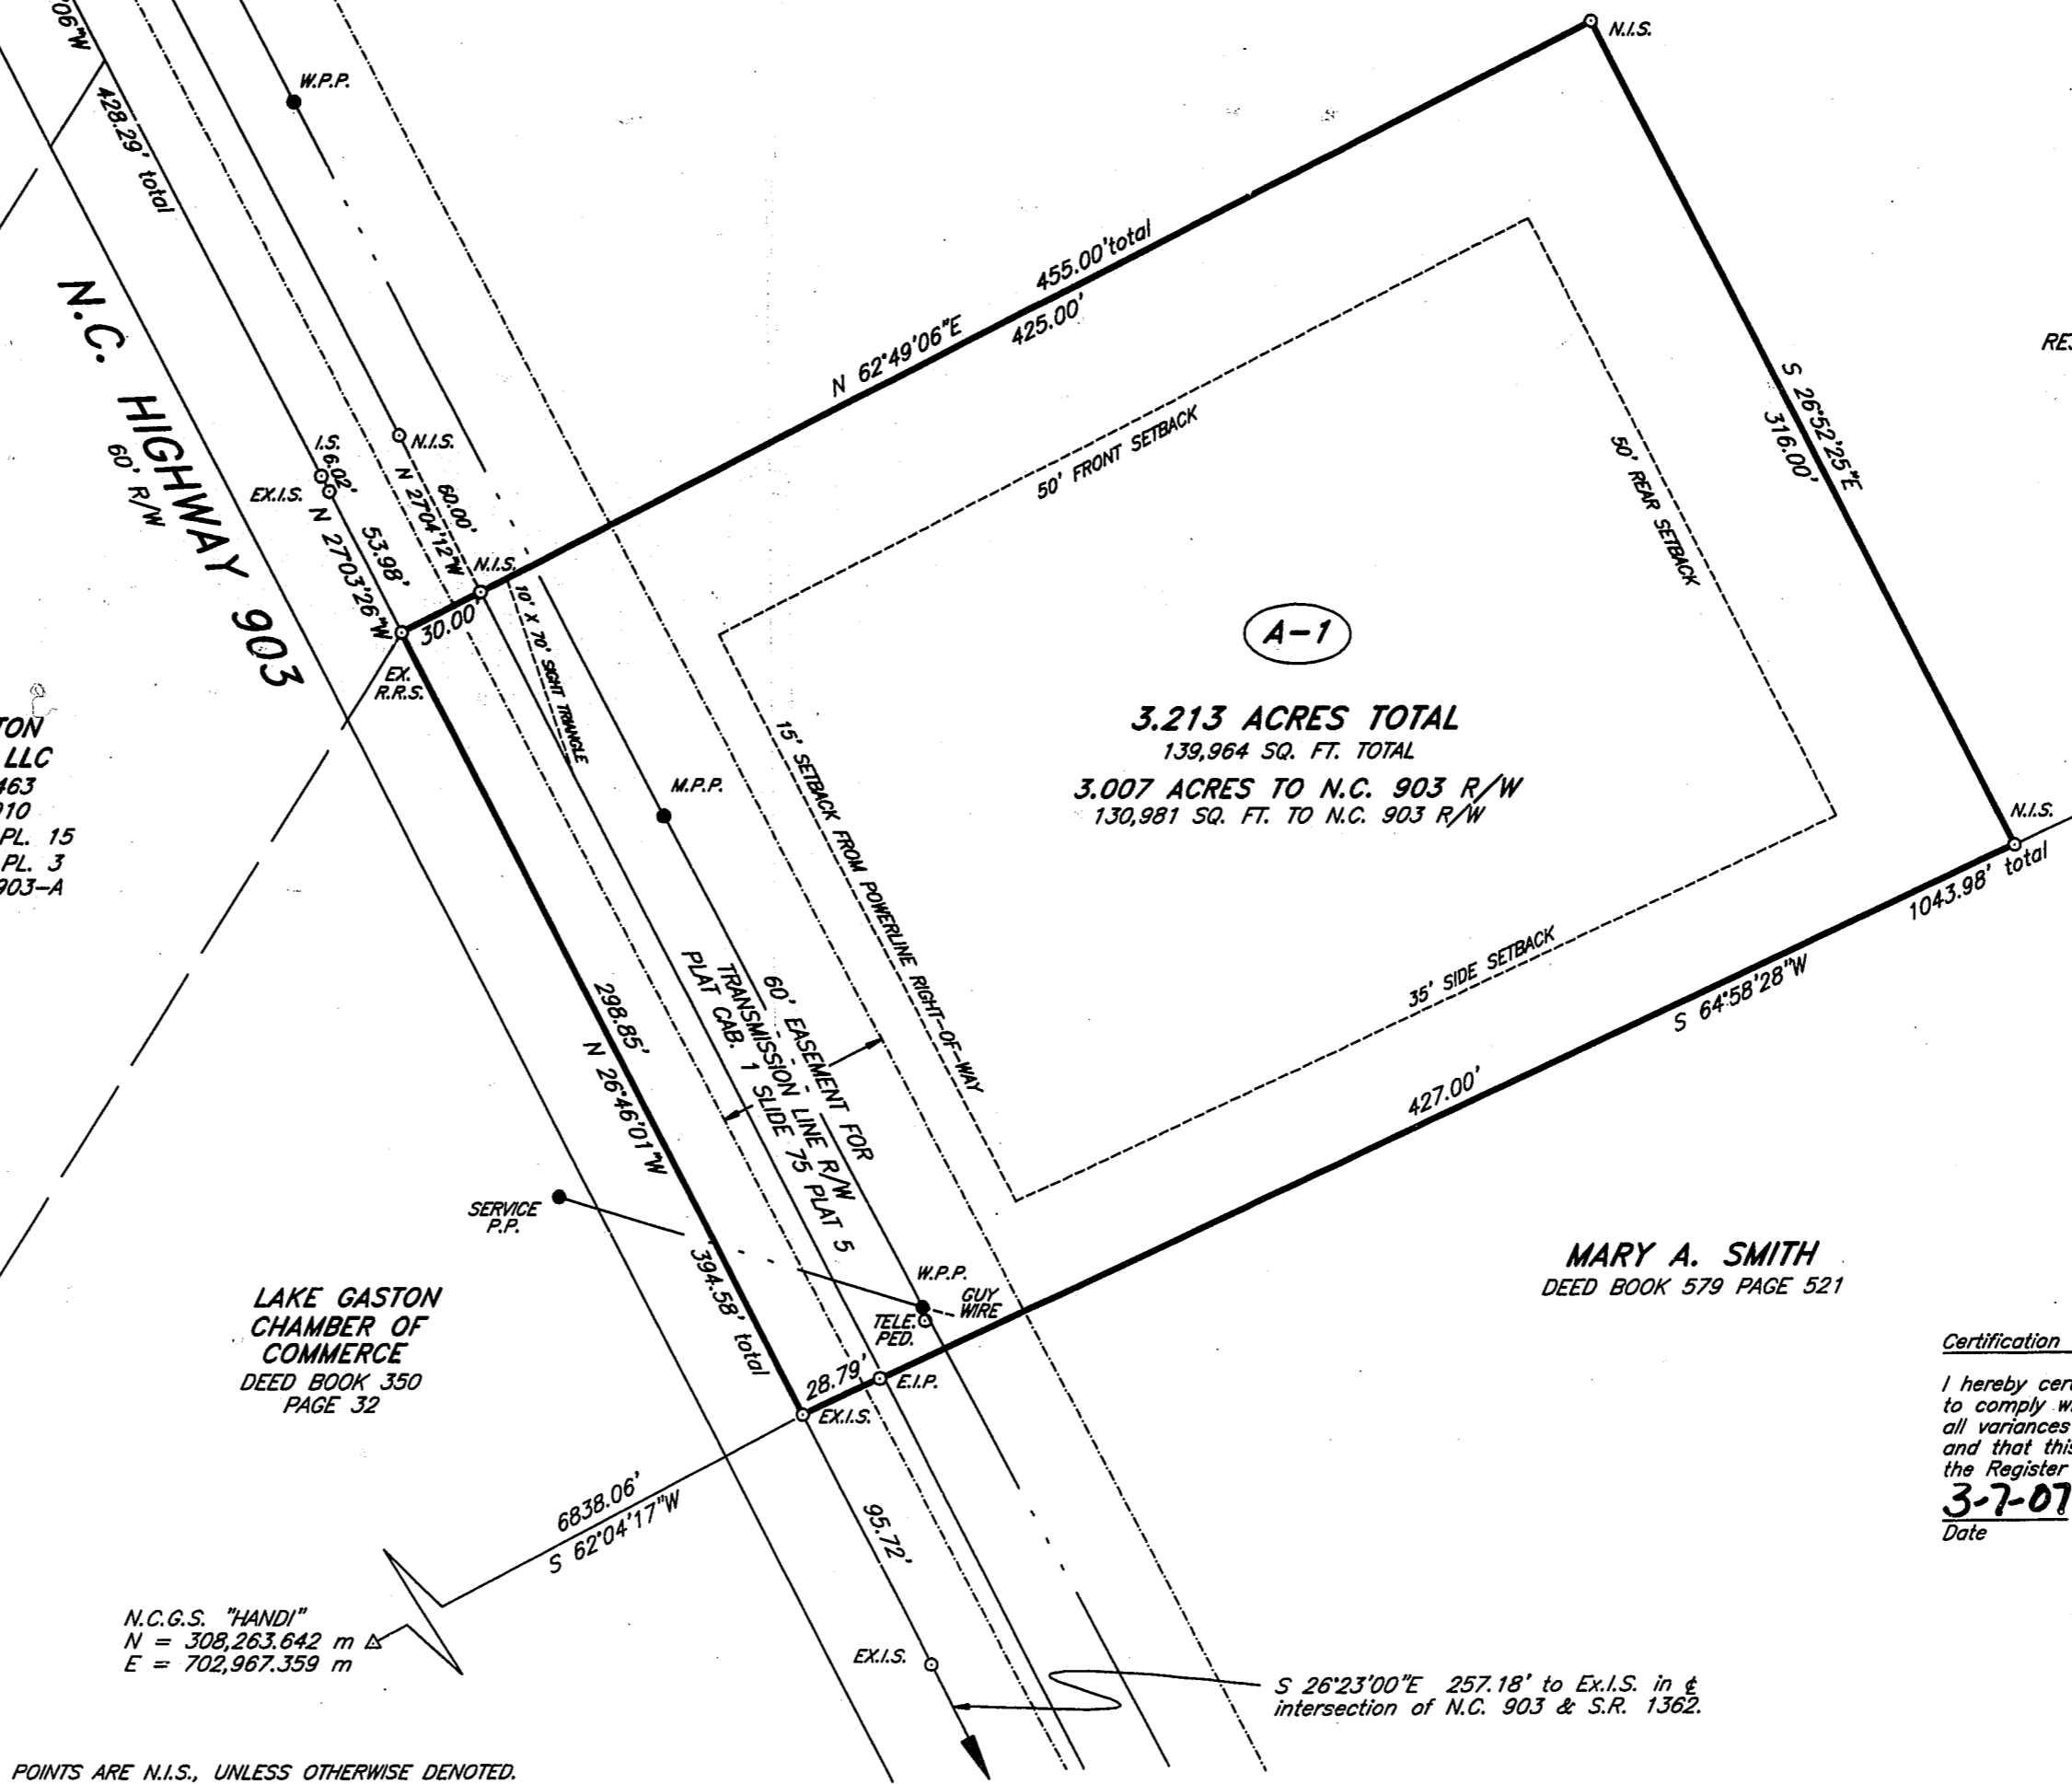 06"W
428.29' total
W.P.P.
N.I.S.
455.00'total
N 62°49'06"E
425.00'
N.C. HIGHWAY 903
60' R/W
I.S.
6.02'
EX.I.S.
N.I.S.
60.00'
N 27°04'12"W
53.98'
N 27°03'26"W
N.I.S.
30.00'
EX.
R.R.S.
10' X 70' SIGHT TRIANGLE
50' FRONT SETBACK
50' REAR SETBACK
S 26°52'25"E
316.00'
A-1
3.213 ACRES TOTAL
139,964 SQ. FT. TOTAL
3.007 ACRES TO N.C. 903 R/W
130,981 SQ. FT. TO N.C. 903 R/W
M.P.P.
15' SETBACK FROM POWERLINE RIGHT-OF-WAY
N.I.S.
1043.98' total
35' SIDE SETBACK
S 64°58'28"W
427.00'
TON
LLC
PL. 15
PL. 3
903-A
298.85'
N 26°46'01"W
394.58' total
60' EASEMENT FOR
TRANSMISSION LINE R/W
PLAT CAB. 1 SLIDE 75 PLAT 5
SERVICE
P.P.
W.P.P.
GUY
WIRE
TELE.
PED.
28.79'
E.I.P.
EX.I.S.
LAKE GASTON
CHAMBER OF
COMMERCE
DEED BOOK 350
PAGE 32
MARY A. SMITH
DEED BOOK 579 PAGE 521
Certification
I hereby cer
to comply w
all variances
and that this
the Register
3-7-07
Date
6838.06'
S 62°04'17"W
95.72'
N.C.G.S. "HANDI"
N = 308,263.642 m
E = 702,967.359 m
EX.I.S.
S 26°23'00"E 257.18' to Ex.I.S. in ℄
intersection of N.C. 903 & S.R. 1362.
POINTS ARE N.I.S., UNLESS OTHERWISE DENOTED.